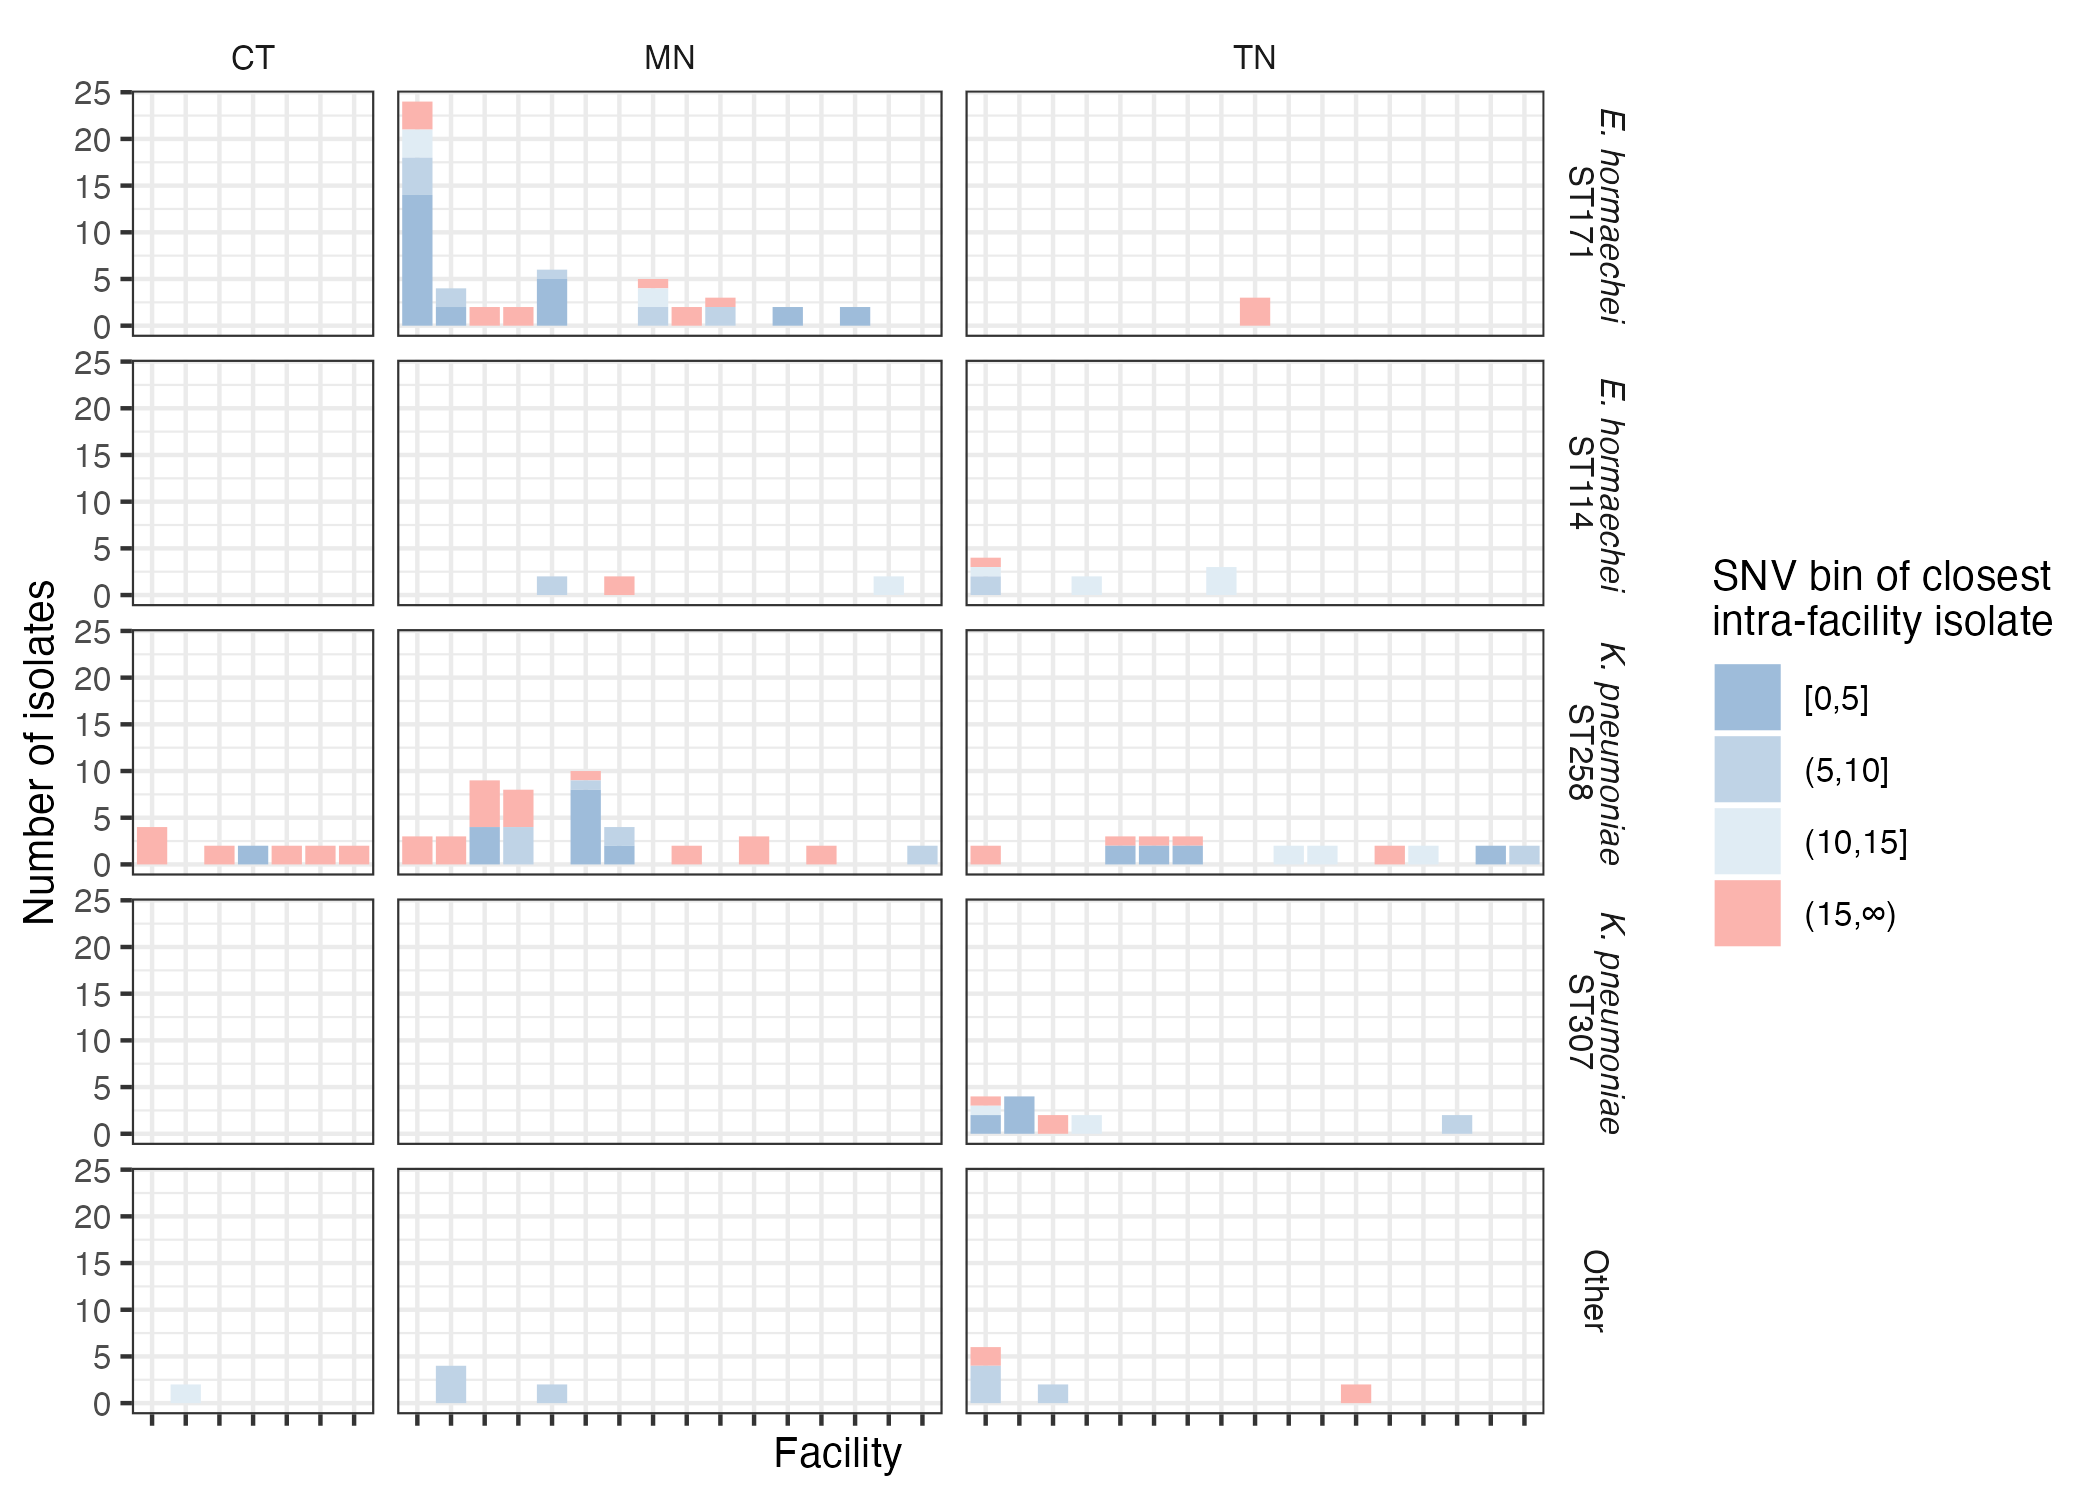 CT
MN
TN
25
20
15
10
5
0
E. hormaechei
ST171
25
20
15
10
5
0
E. hormaechei
ST114
25
20
15
10
5
0
K. pneumoniae
ST258
25
20
15
10
5
0
K. pneumoniae
ST307
25
20
15
10
5
0
Other
Number of isolates
Facility
SNV bin of closest
intra-facility isolate
[0,5]
(5,10]
(10,15]
(15,∞)